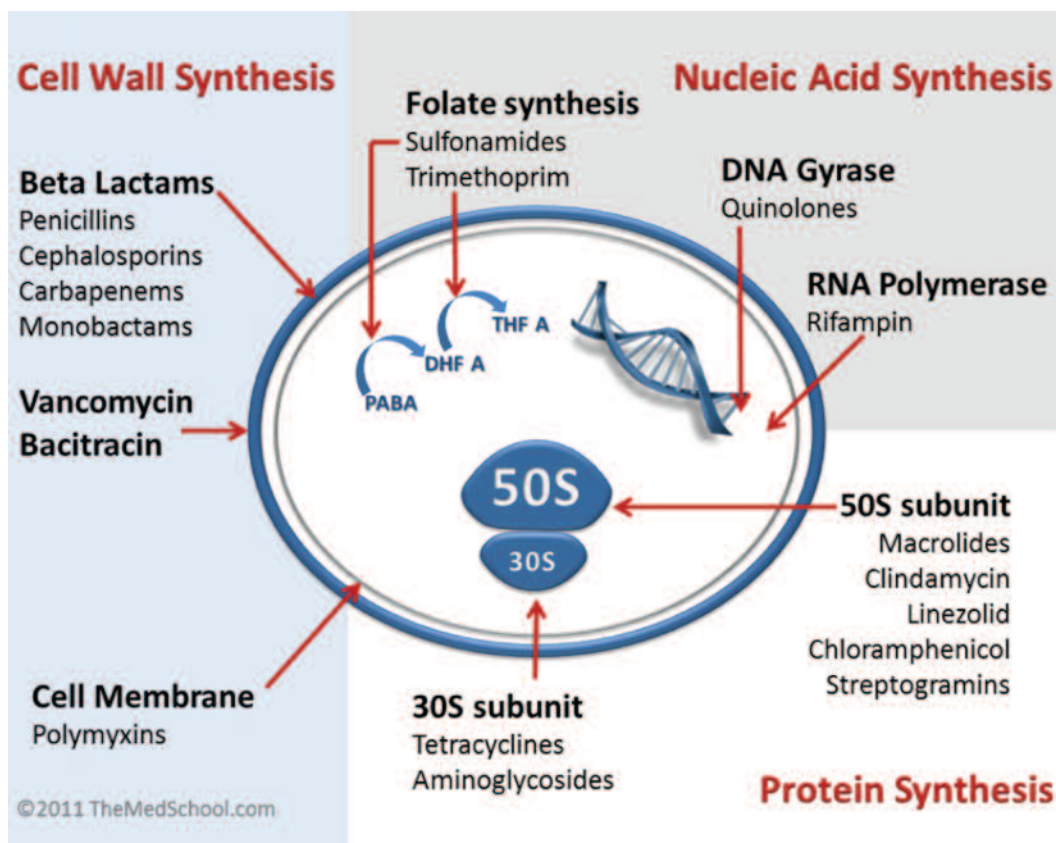 Cell Wall Synthesis
Nucleic Acid Synthesis
Folate synthesis
Sulfonamides
Trimethoprim
Beta Lactams
Penicillins
Cephalosporins
Carbapenems
Monobactams
DNA Gyrase
Quinolones
RNA Polymerase
Rifampin
THF A
DHF A
PABA
Vancomycin
Bacitracin
50S
30S
50S subunit
Macrolides
Clindamycin
Linezolid
Chloramphenicol
Streptogramins
Cell Membrane
Polymyxins
30S subunit
Tetracyclines
Aminoglycosides
Protein Synthesis
©2011 TheMedSchool.com